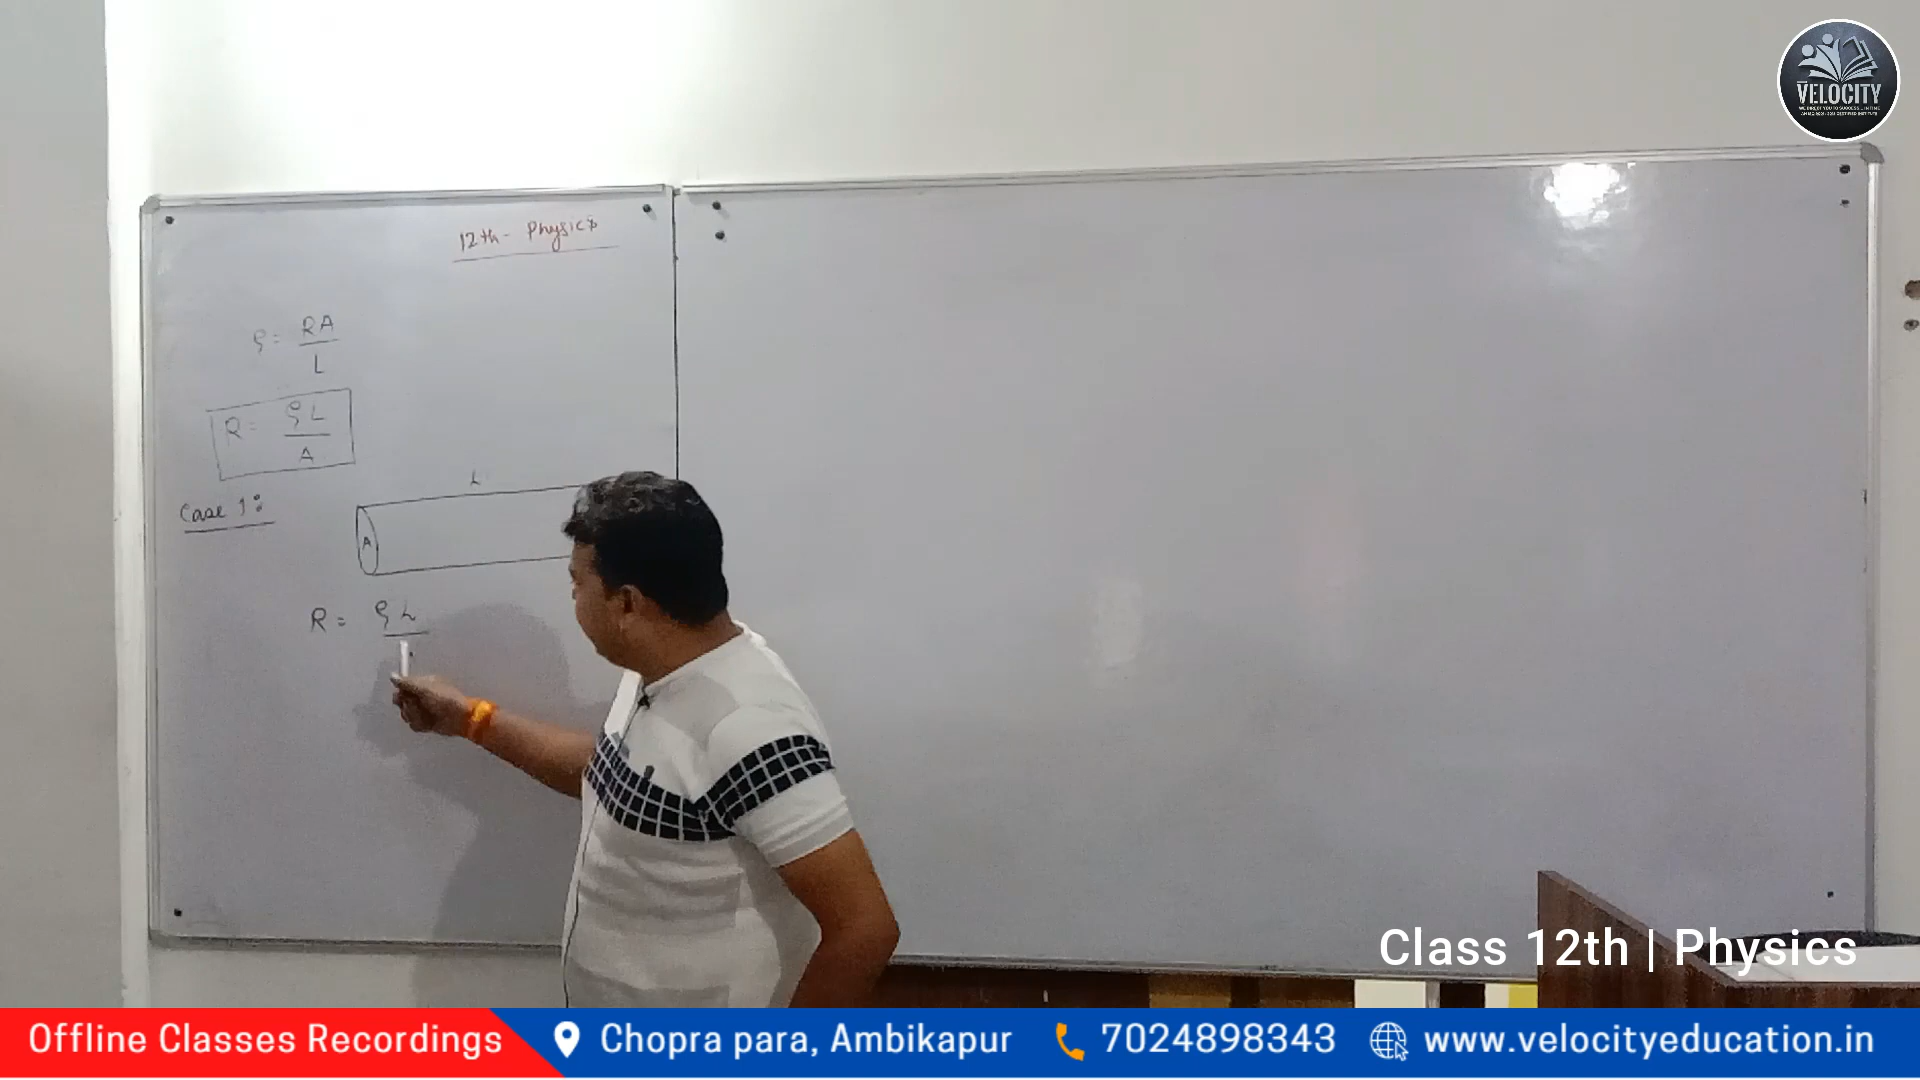 VELOCITY
12th - Physics
ρ = RA
L
R = ρL
A
Case 1:
L
A
R = ρL
Class 12th | Physics
Offline Classes Recordings
Chopra para, Ambikapur
7024898343
www.velocityeducation.in